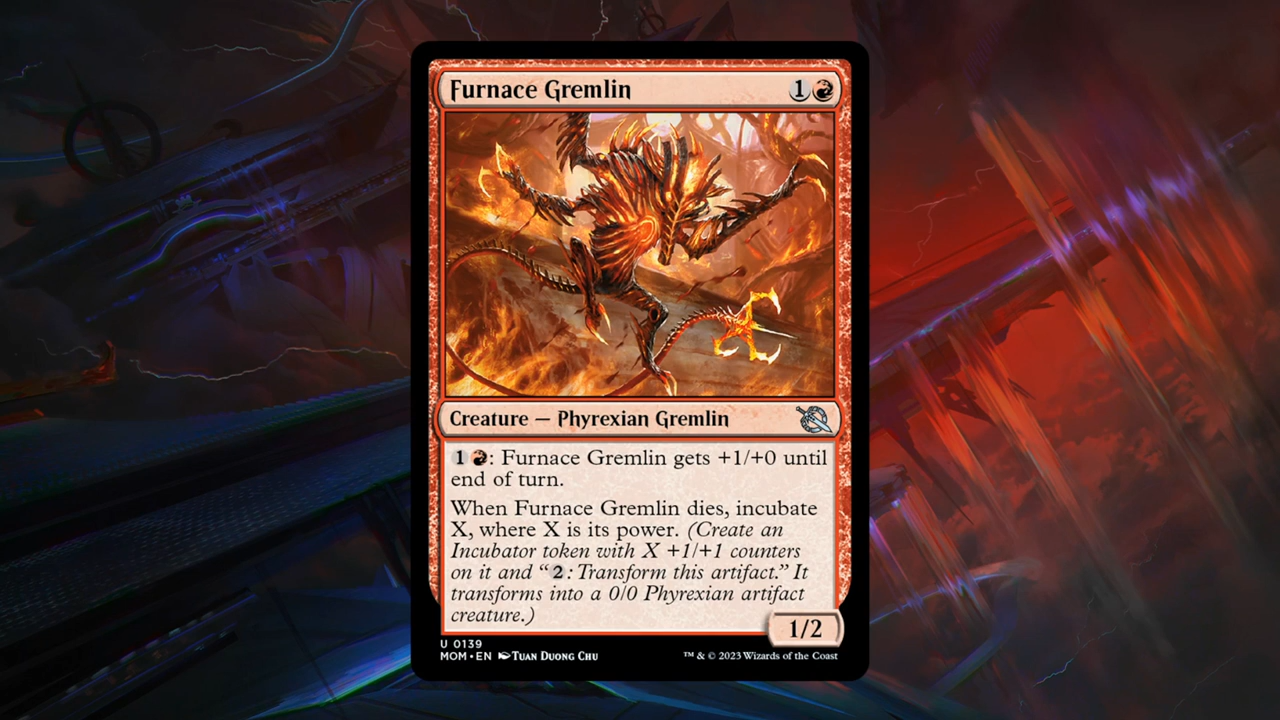 Furnace Gremlin 1
Creature — Phyrexian Gremlin
1 : Furnace Gremlin gets +1/+0 until
end of turn.
When Furnace Gremlin dies, incubate
X, where X is its power. (Create an
Incubator token with X +1/+1 counters
on it and “2: Transform this artifact.” It
transforms into a 0/0 Phyrexian artifact
creature.)
1/2
U 0139
MOM • EN TUAN DUONG CHU
™ & © 2023 Wizards of the Coast